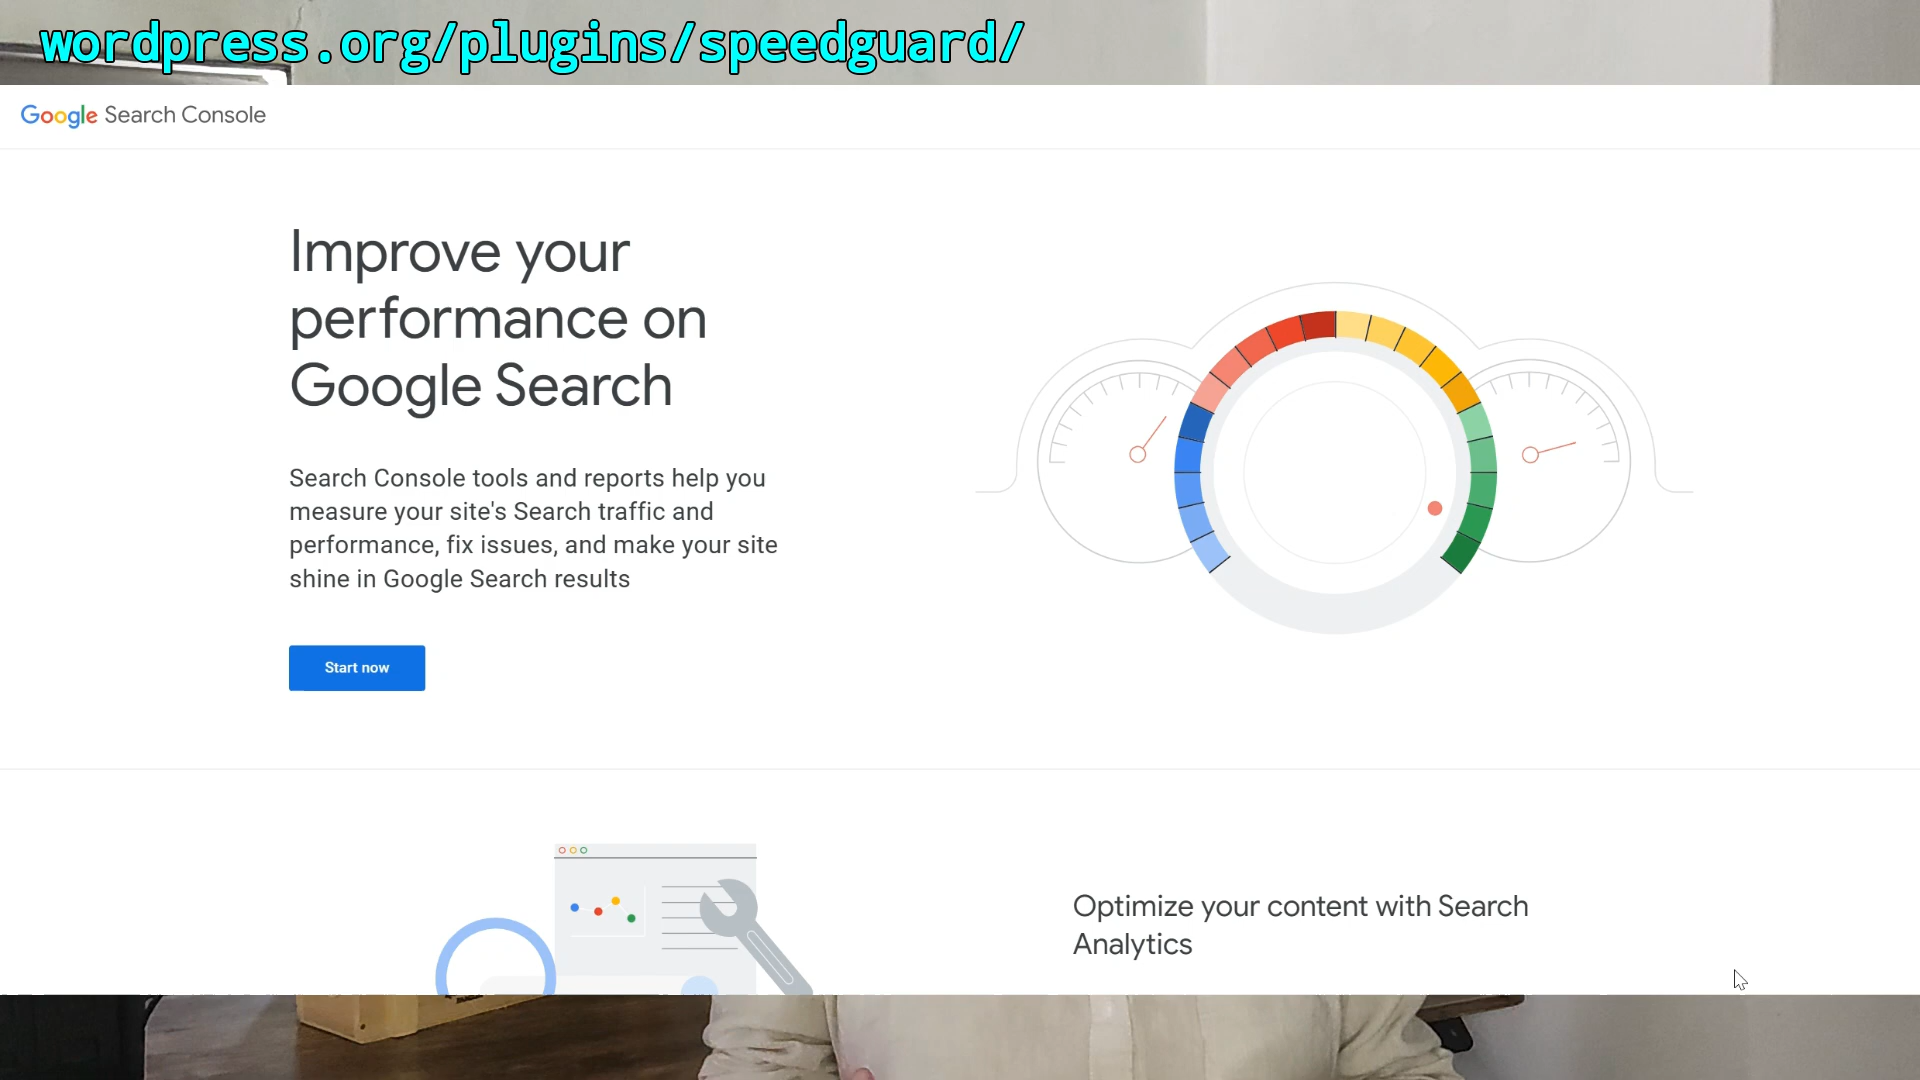 wordpress.org/plugins/speedguard/
Google Search Console
Improve your
performance on
Google Search
Search Console tools and reports help you
measure your site's Search traffic and
performance, fix issues, and make your site
shine in Google Search results
Start now
Optimize your content with Search
Analytics